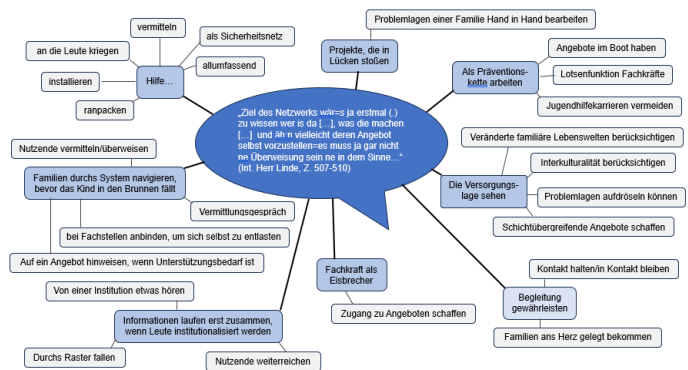 vermitteln
als Sicherheitsnetz
an die Leute kriegen
allumfassend
installieren
Hilfe…
ranpacken
Problemlagen einer Familie Hand in Hand bearbeiten
Projekte, die in
Lücken stoßen
Angebote im Boot haben
Als Präventions-
kette arbeiten
Lotsenfunktion Fachkräfte
Jugendhilfekarrieren vermeiden
„Ziel des Netzwerks wär=s ja erstmal (.)
zu wissen wer is da […], was die machen
[…] und äh n vielleicht deren Angebot
selbst vorzustellen=es muss ja gar nicht
ne Überweisung sein ne in dem Sinne…“
(Int. Herr Linde, Z. 507-510)
Nutzende vermitteln/überweisen
Familien durchs System navigieren,
bevor das Kind in den Brunnen fällt
Vermittlungsgespräch
bei Fachstellen anbinden, um sich selbst zu entlasten
Auf ein Angebot hinweisen, wenn Unterstützungsbedarf ist
Veränderte familiäre Lebenswelten berücksichtigen
Interkulturalität berücksichtigen
Die Versorgungs-
lage sehen
Problemlagen aufdröseln können
Schichtübergreifende Angebote schaffen
Von einer Institution etwas hören
Informationen laufen erst zusammen,
wenn Leute institutionalisiert werden
Durchs Raster fallen
Nutzende weiterreichen
Fachkraft als
Eisbrecher
Zugang zu Angeboten schaffen
Kontakt halten/in Kontakt bleiben
Begleitung
gewährleisten
Familien ans Herz gelegt bekommen